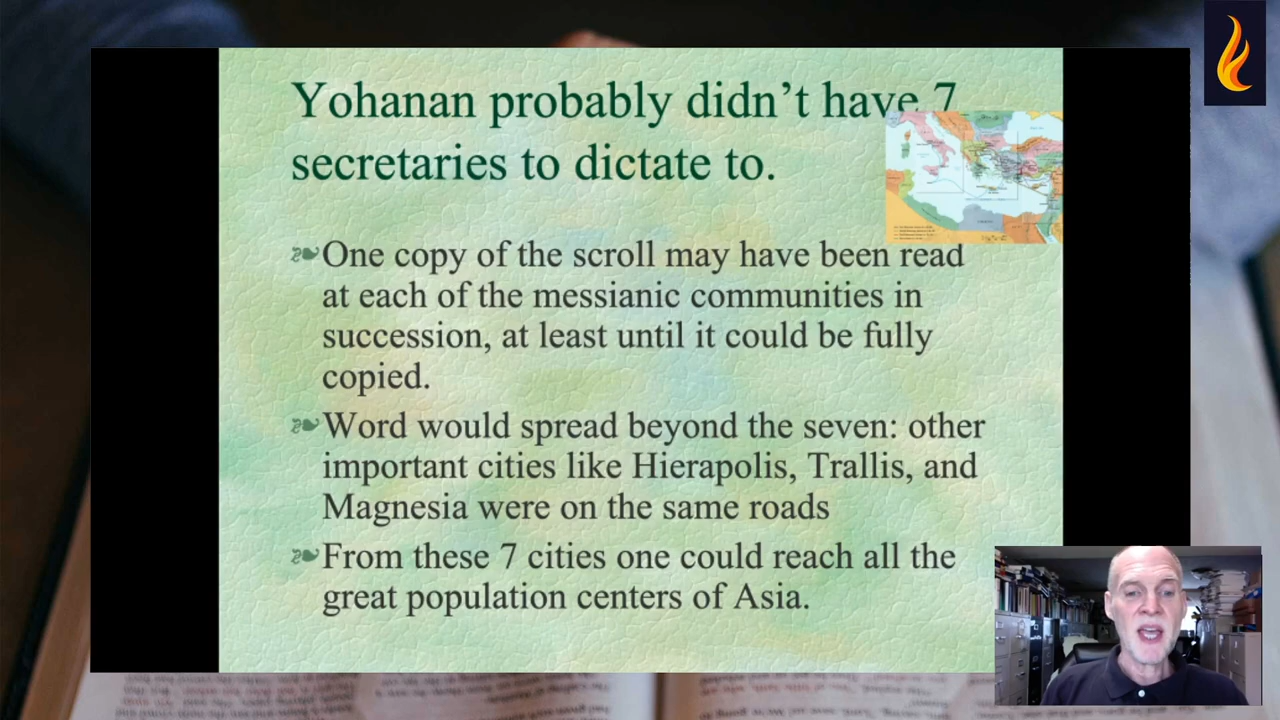 Yohanan probably didn't have 7
secretaries to dictate to.
One copy of the scroll may have been read
at each of the messianic communities in
succession, at least until it could be fully
copied.
Word would spread beyond the seven: other
important cities like Hierapolis, Trallis, and
Magnesia were on the same roads
From these 7 cities one could reach all the
great population centers of Asia.